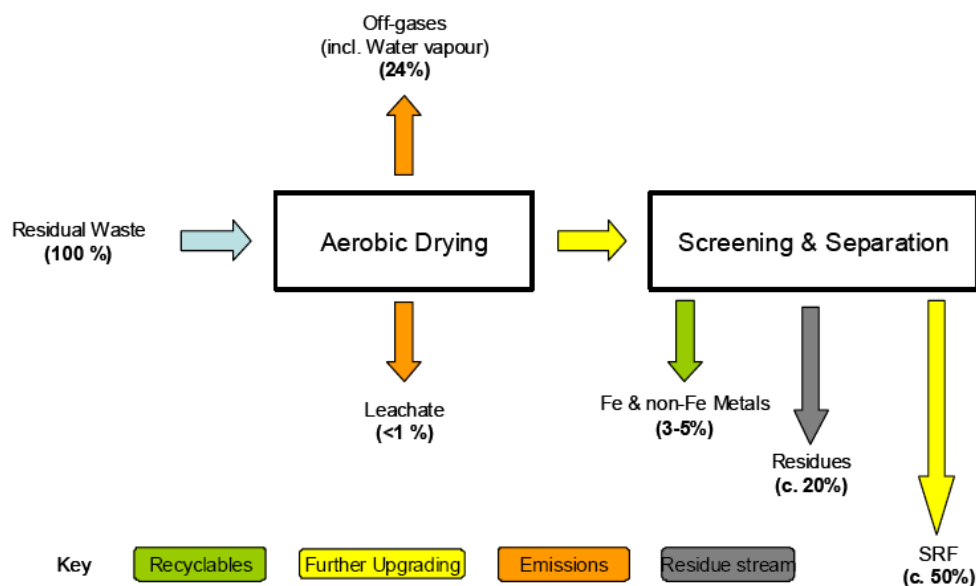 Off-gases
(incl. Water vapour)
(24%)
Residual Waste
(100 %)
Aerobic Drying
Screening & Separation
Leachate
(<1 %)
Fe & non-Fe Metals
(3-5%)
Residues
(c. 20%)
SRF
(c. 50%)
Key
Recyclables
Further Upgrading
Emissions
Residue stream